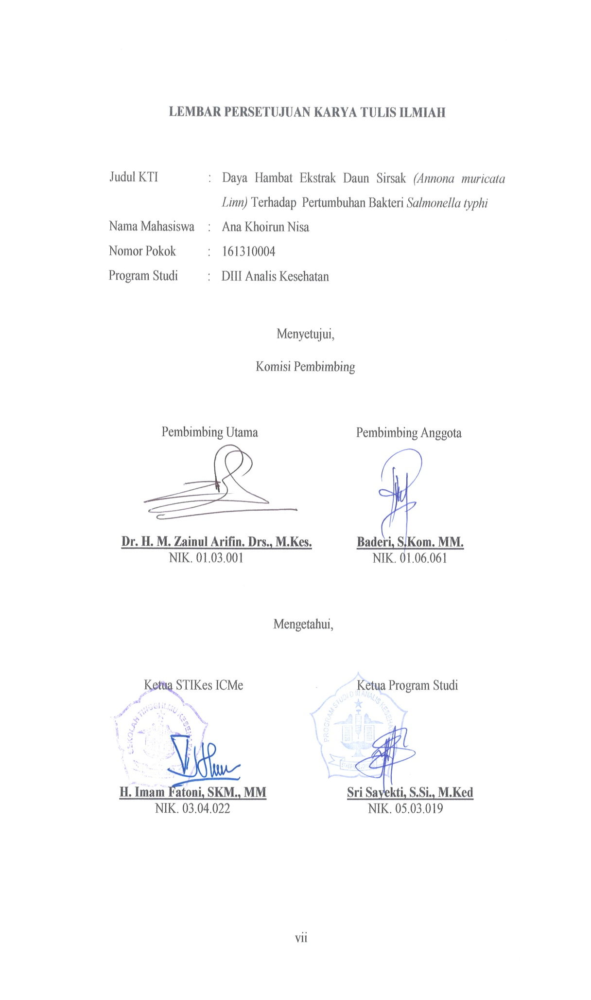 LEMBAR PERSETUJUAN KARYA TULIS ILMIAH
Judul KTI : Daya Hambat Ekstrak Daun Sirsak (Annona muricata
Linn) Terhadap Pertumbuhan Bakteri Salmonella typhi
Nama Mahasiswa : Ana Khoirun Nisa
Nomor Pokok : 161310004
Program Studi : DIII Analis Kesehatan
Menyetujui,
Komisi Pembimbing
Pembimbing Utama Pembimbing Anggota
Dr. H. M. Zainul Arifin. Drs., M.Kes. Baderi, S.Kom. MM.
NIK. 01.03.001 NIK. 01.06.061
Mengetahui,
Ketua STIKes ICMe Ketua Program Studi
SEKOLAH TINGGI ILMU KESEHATAN PROGRAM STUDI D III ANALIS KESEHATAN
H. Imam Fatoni, SKM., MM Sri Sayekti, S.Si., M.Ked
NIK. 03.04.022 NIK. 05.03.019
vii